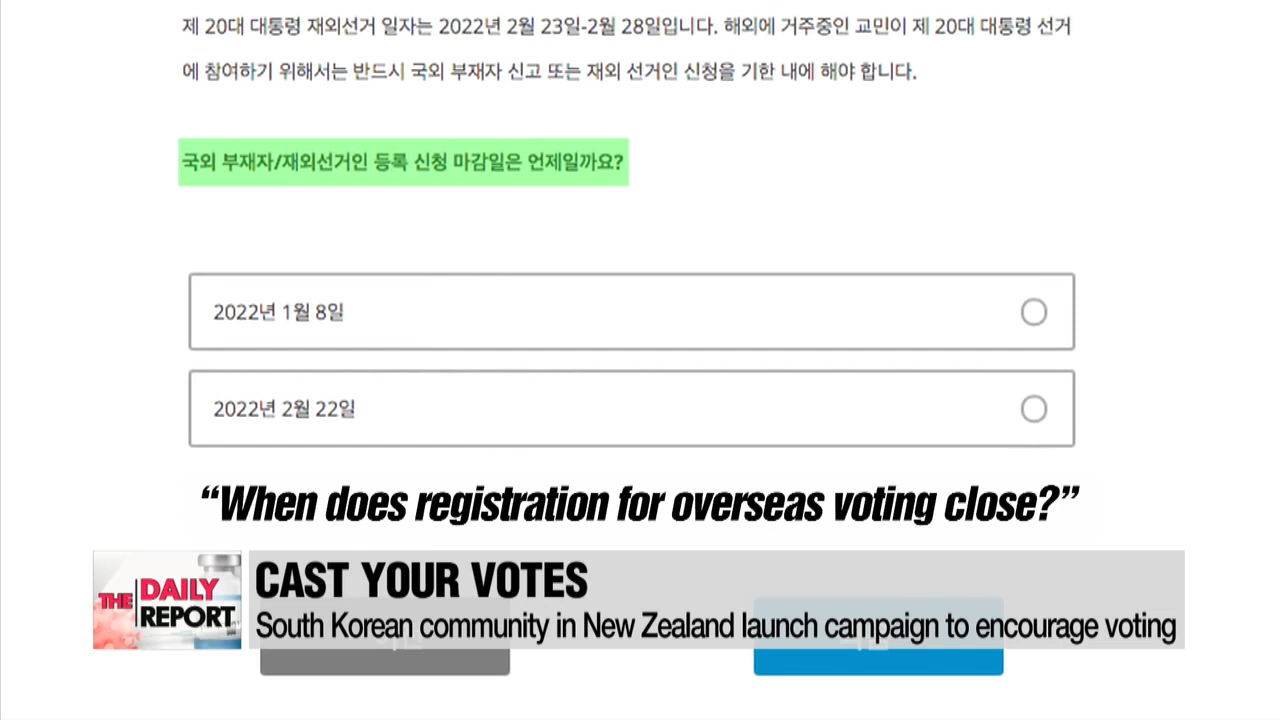 제 20대 대통령 재외선거 일자는 2022년 2월 23일-2월 28일입니다. 해외에 거주중인 교민이 제 20대 대통령 선거
에 참여하기 위해서는 반드시 국외 부재자 신고 또는 재외 선거인 신청을 기한 내에 해야 합니다.
국외 부재자/재외선거인 등록 신청 마감일은 언제일까요?
2022년 1월 8일
2022년 2월 22일
“When does registration for overseas voting close?”
THE DAILY REPORT
CAST YOUR VOTES
South Korean community in New Zealand launch campaign to encourage voting